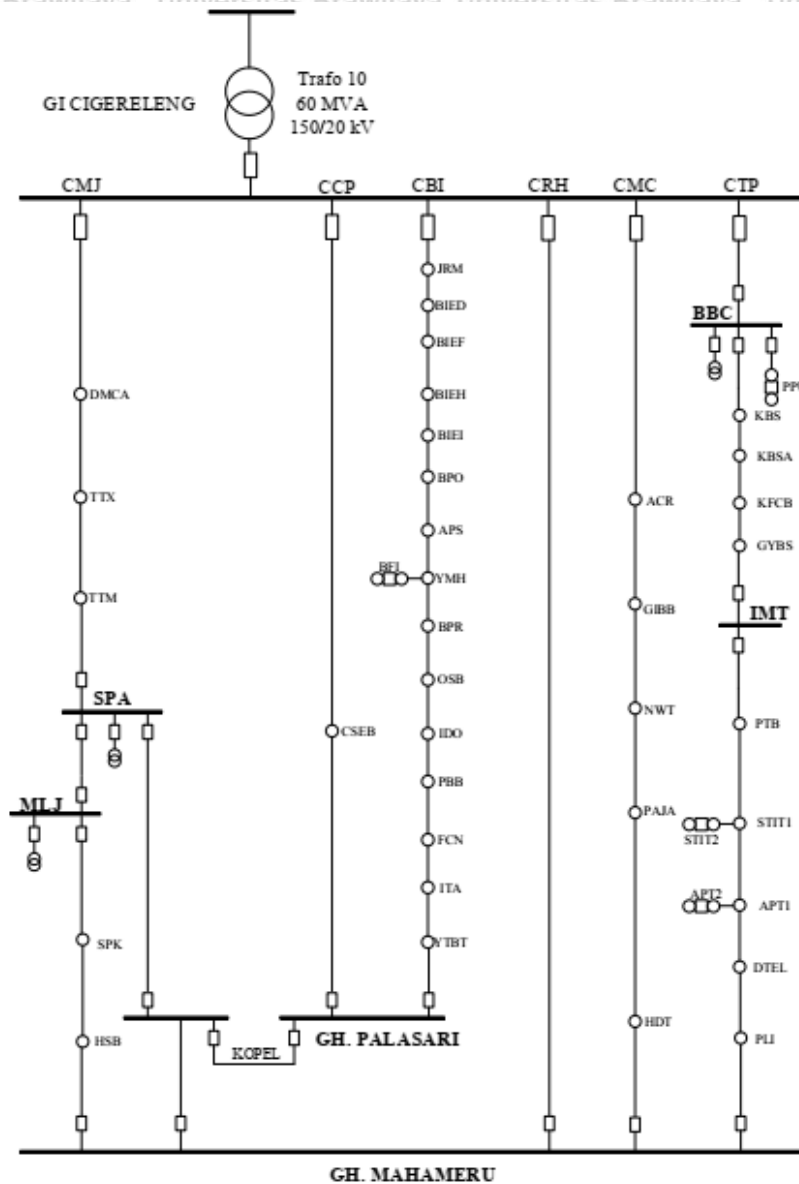 Trafo 10
GI CIGERELENG
60 MVA
150/20 kV
CMJ
CCP
CBI
CRH
CMC
CTP
JRM
BIED
BIEF
BIEH
BIEI
BPO
APS
YMH
BPR
OSB
IDO
PBB
FCN
ITA
YTBT
DMCA
TTX
TTM
SPA
MLJ
SPK
HSB
CSEB
KOPEL
GH. PALASARI
ACR
GIBB
NWT
PAJA
HDT
BBC
KBS
KBSA
KFCB
GYBS
IMT
PTB
STIT1
STIT2
APT2
APT1
DTEL
GH. MAHAMERU